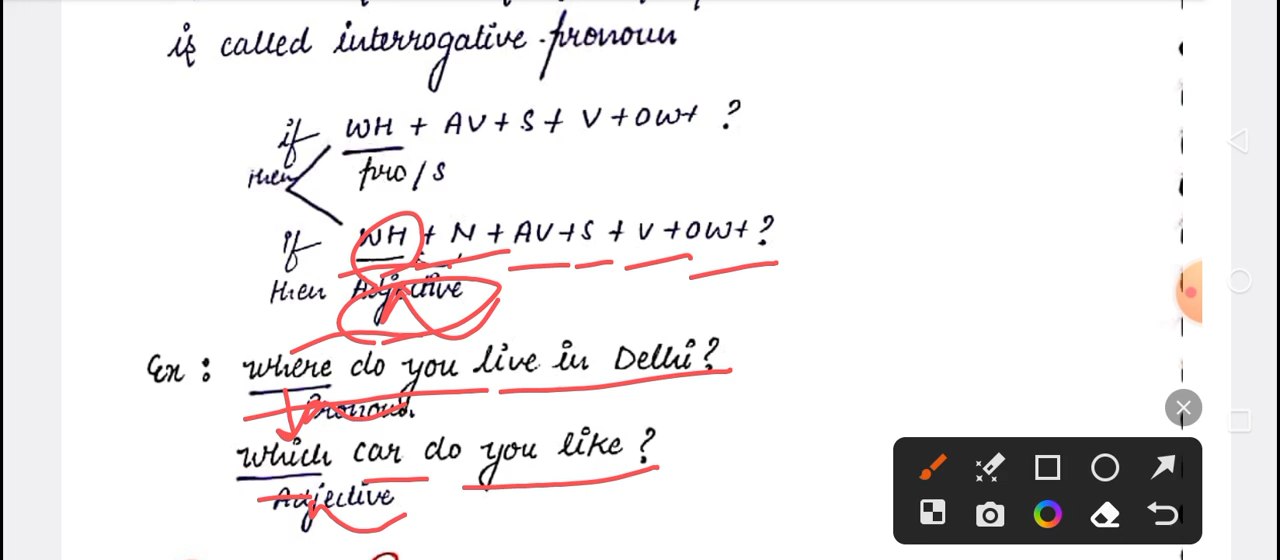 is called interrogative pronoun
if WH + AV + S + V + OW+ ?
then pro/S
if WH + N + AV + S + V + OW+ ?
then Adjective
Ex : where do you live in Delhi?
Pronoun.
which car do you like ?
Adjective